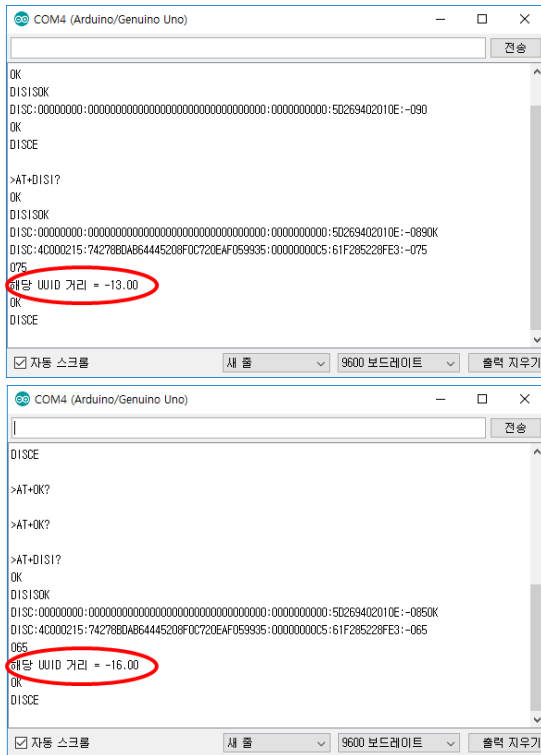 COM4 (Arduino/Genuino Uno)
전송
OK
DISISOK
DISC:00000000:00000000000000000000000000000000:0000000000:5D269402010E:-090
OK
DISCE
>AT+DISI?
OK
DISISOK
DISC:00000000:00000000000000000000000000000000:0000000000:5D269402010E:-089OK
DISC:4C000215:74278BDAB64445208F0C720EAF059935:00000000C5:61F285228FE3:-075
075
해당 UUID 거리 = -13.00
OK
DISCE
자동 스크롤 새 줄 9600 보드레이트 출력 지우기
COM4 (Arduino/Genuino Uno)
전송
DISCE
>AT+OK?
>AT+OK?
>AT+DISI?
OK
DISISOK
DISC:00000000:00000000000000000000000000000000:0000000000:5D269402010E:-085OK
DISC:4C000215:74278BDAB64445208F0C720EAF059935:00000000C5:61F285228FE3:-065
065
해당 UUID 거리 = -16.00
OK
DISCE
자동 스크롤 새 줄 9600 보드레이트 출력 지우기